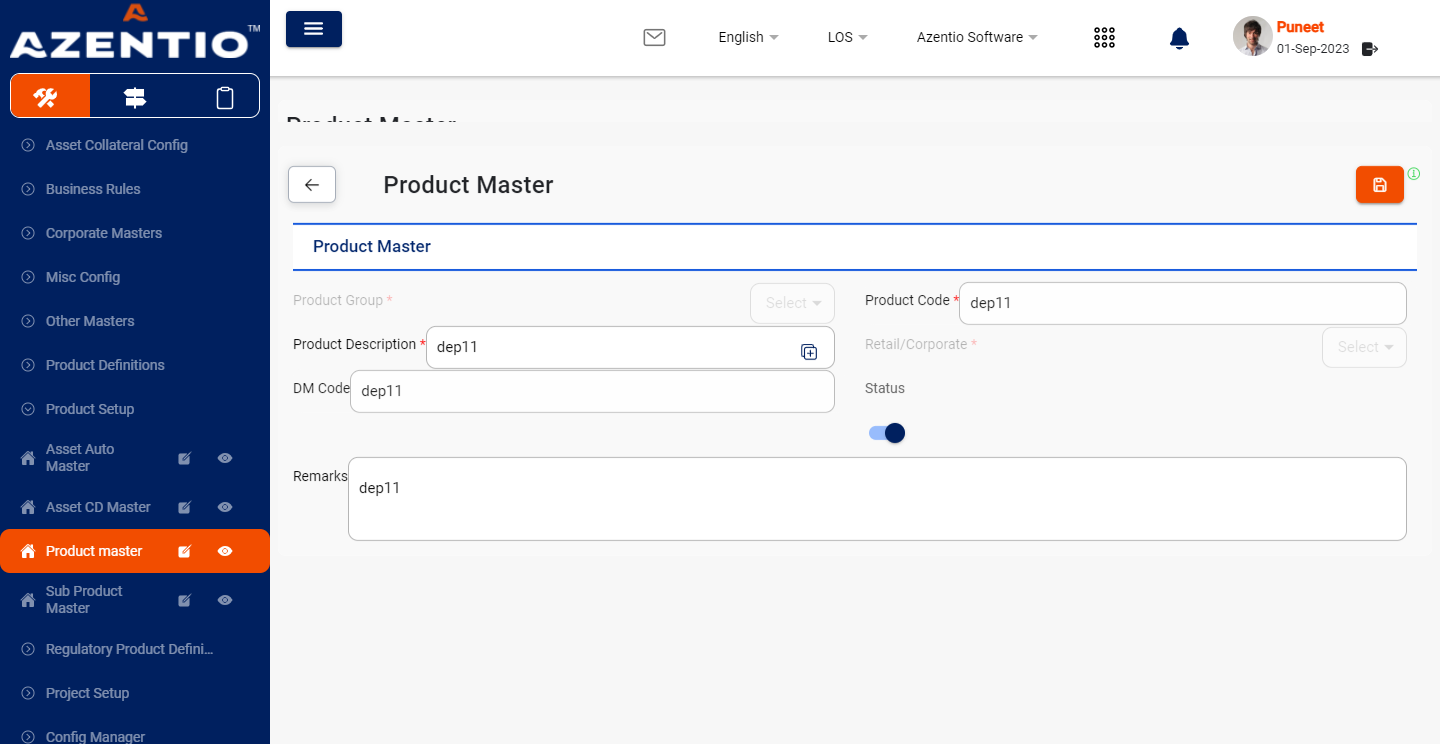 AZENTIO™
Asset Collateral Config
Business Rules
Corporate Masters
Misc Config
Other Masters
Product Definitions
Product Setup
Asset Auto
Master
Asset CD Master
Product master
Sub Product
Master
Regulatory Product Defini...
Project Setup
Config Manager
English
LOS
Azentio Software
Puneet
01-Sep-2023
Product Master
Product Master
Product Master
Product Group *
Select
Product Code *
dep11
Product Description *
dep11
Retail/Corporate *
Select
DM Code
dep11
Status
Remarks
dep11